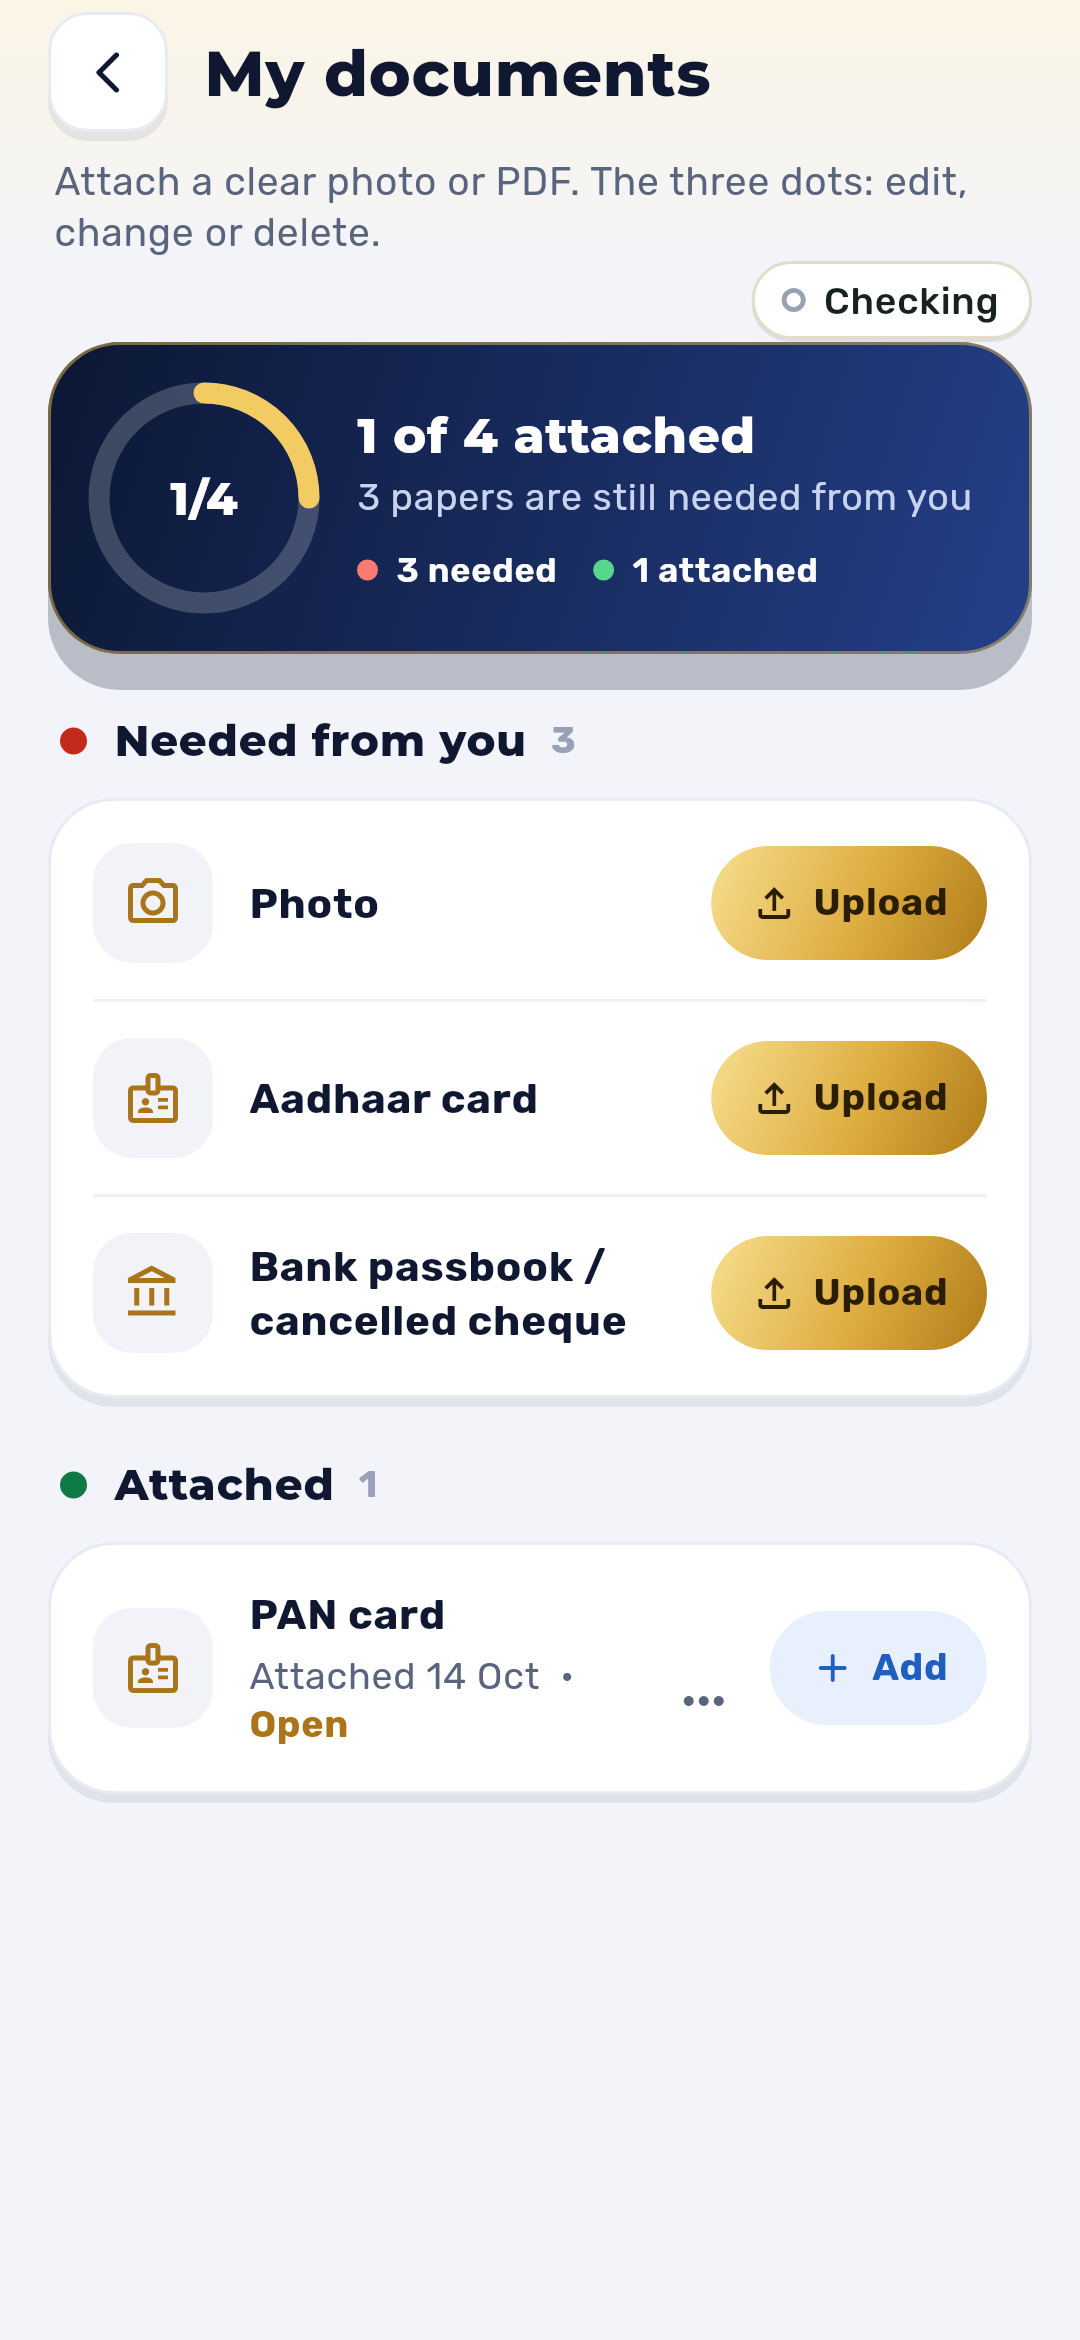 My documents
Attach a clear photo or PDF. The three dots: edit,
change or delete.
Checking
1/4
1 of 4 attached
3 papers are still needed from you
3 needed
1 attached
Needed from you 3
Photo
Upload
Aadhaar card
Upload
Bank passbook /
cancelled cheque
Upload
Attached 1
PAN card
Attached 14 Oct •
Open
Add